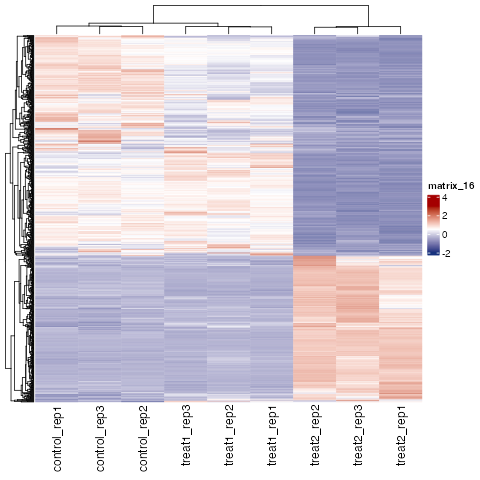 matrix_16
4
2
0
-2
control_rep1
control_rep3
control_rep2
treat1_rep3
treat1_rep2
treat1_rep1
treat2_rep2
treat2_rep3
treat2_rep1